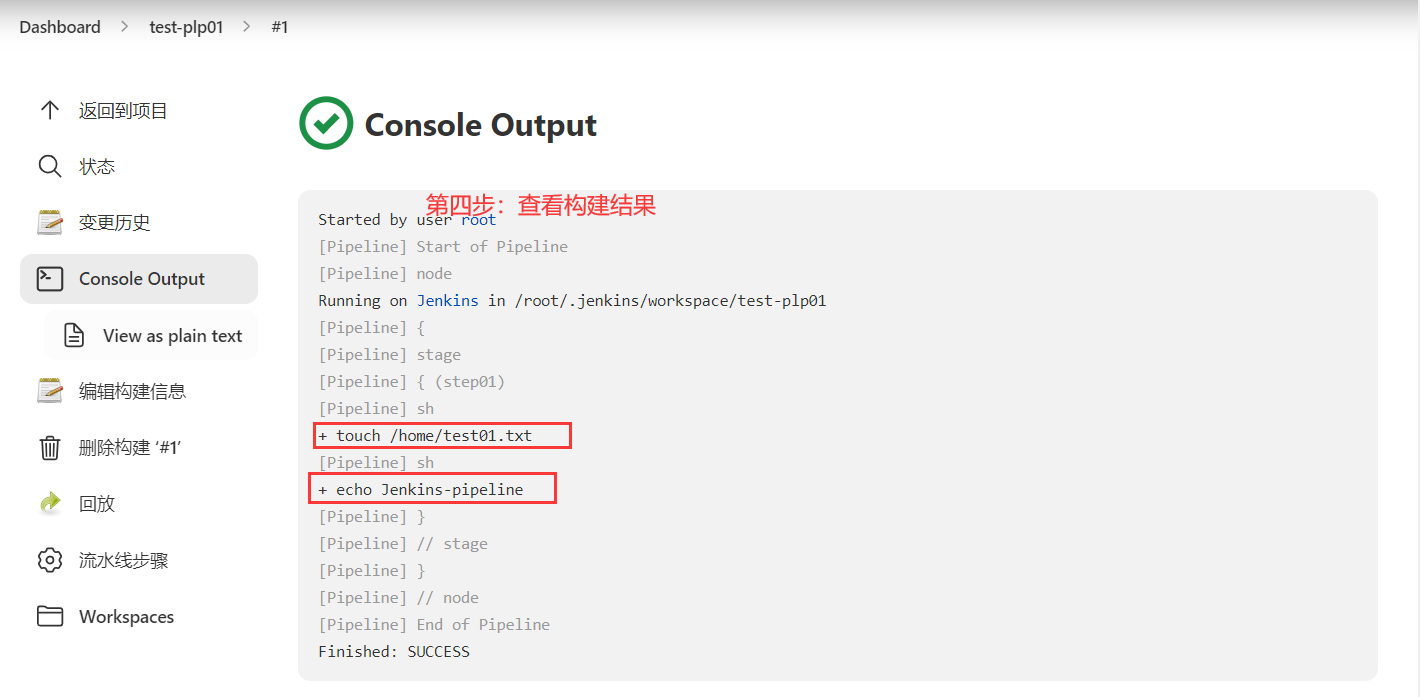 Dashboard > test-plp01 > #1
返回到项目
状态
变更历史
Console Output
View as plain text
编辑构建信息
删除构建 ‘#1’
回放
流水线步骤
Workspaces
Console Output
第四步：查看构建结果
Started by user root
[Pipeline] Start of Pipeline
[Pipeline] node
Running on Jenkins in /root/.jenkins/workspace/test-plp01
[Pipeline] {
[Pipeline] stage
[Pipeline] { (step01)
[Pipeline] sh
+ touch /home/test01.txt
[Pipeline] sh
+ echo Jenkins-pipeline
[Pipeline] }
[Pipeline] // stage
[Pipeline] }
[Pipeline] // node
[Pipeline] End of Pipeline
Finished: SUCCESS